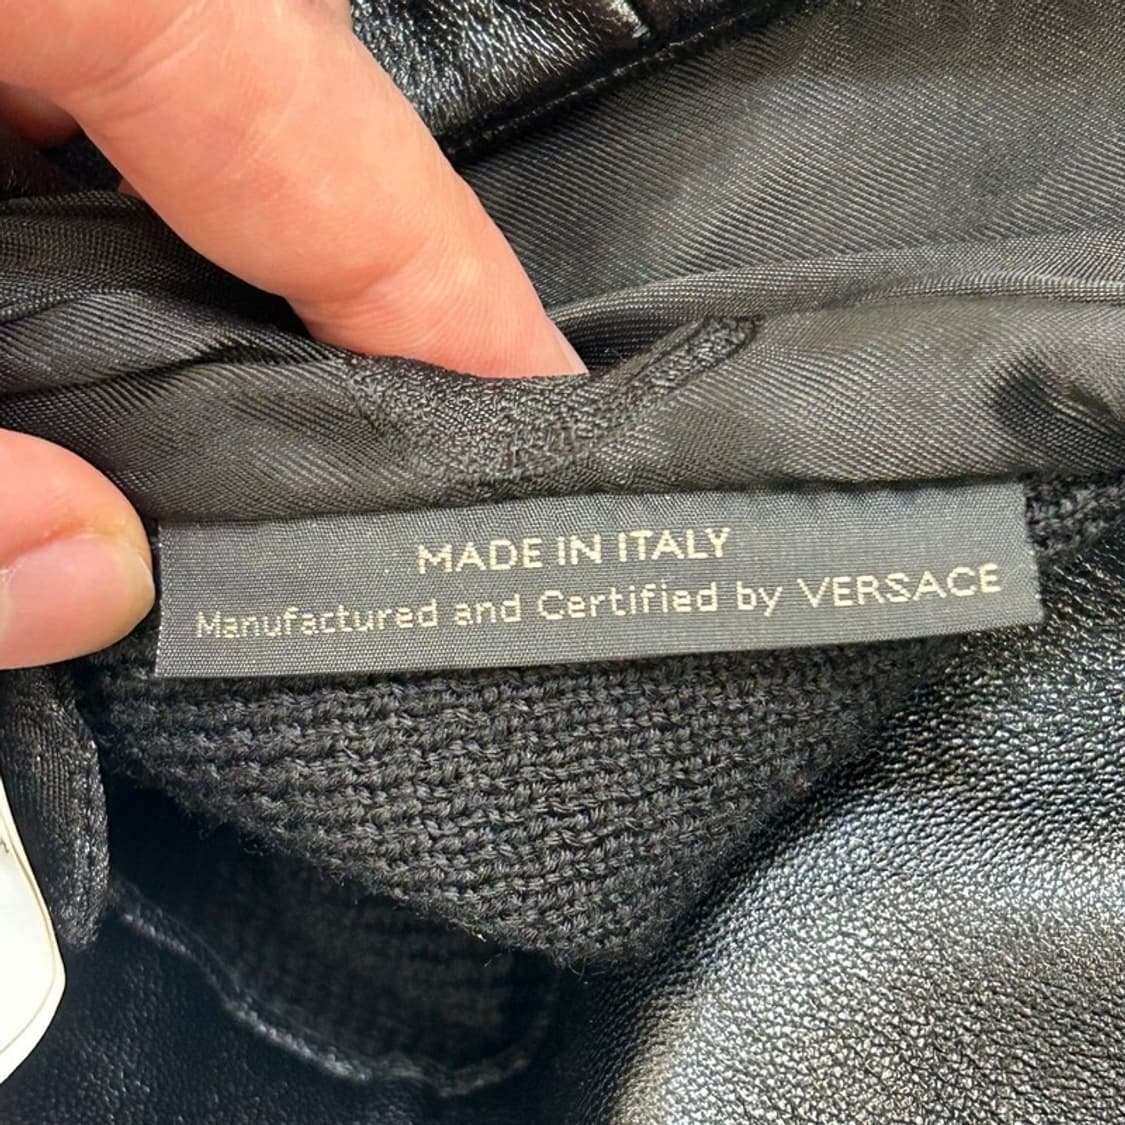 MADE IN ITALY
Manufactured and Certified by VERSACE